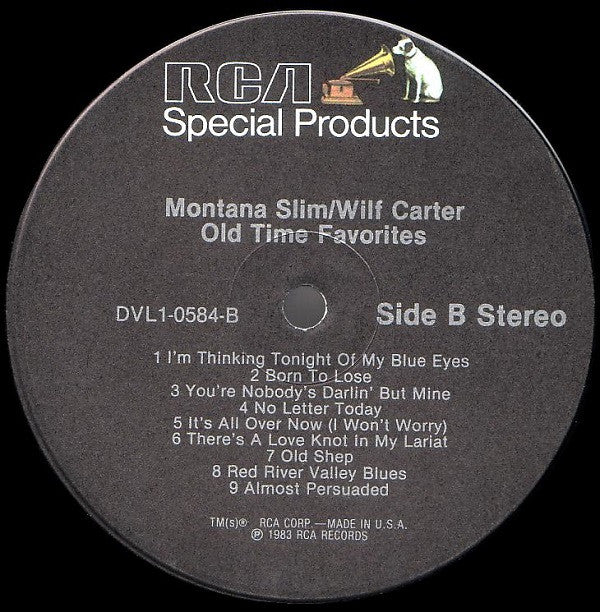 RCA
Special Products
Montana Slim/Wilf Carter
Old Time Favorites
DVL1-0584-B
Side B Stereo
1 I'm Thinking Tonight Of My Blue Eyes
2 Born To Lose
3 You're Nobody's Darlin' But Mine
4 No Letter Today
5 It's All Over Now (I Won't Worry)
6 There's A Love Knot In My Lariat
7 Old Shep
8 Red River Valley Blues
9 Almost Persuaded
TM(s)® RCA CORP.—MADE IN U.S.A.
℗ 1983 RCA RECORDS